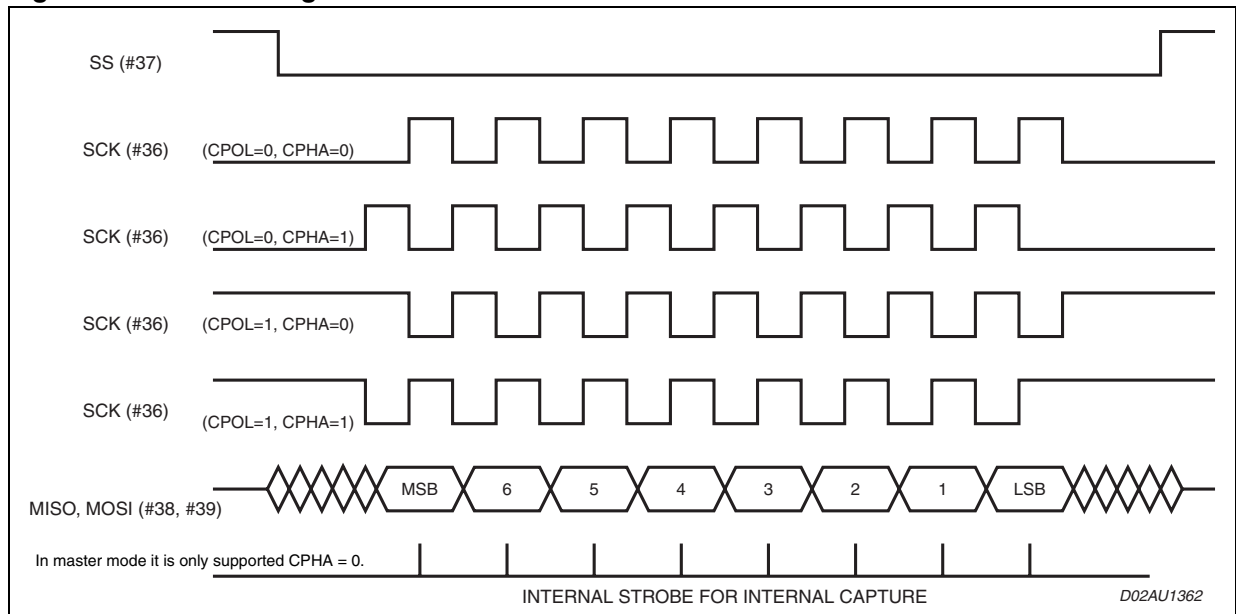 SS (#37)
SCK (#36) (CPOL=0, CPHA=0)
SCK (#36) (CPOL=0, CPHA=1)
SCK (#36) (CPOL=1, CPHA=0)
SCK (#36) (CPOL=1, CPHA=1)
MISO, MOSI (#38, #39) MSB 6 5 4 3 2 1 LSB
In master mode it is only supported CPHA = 0.
INTERNAL STROBE FOR INTERNAL CAPTURE D02AU1362